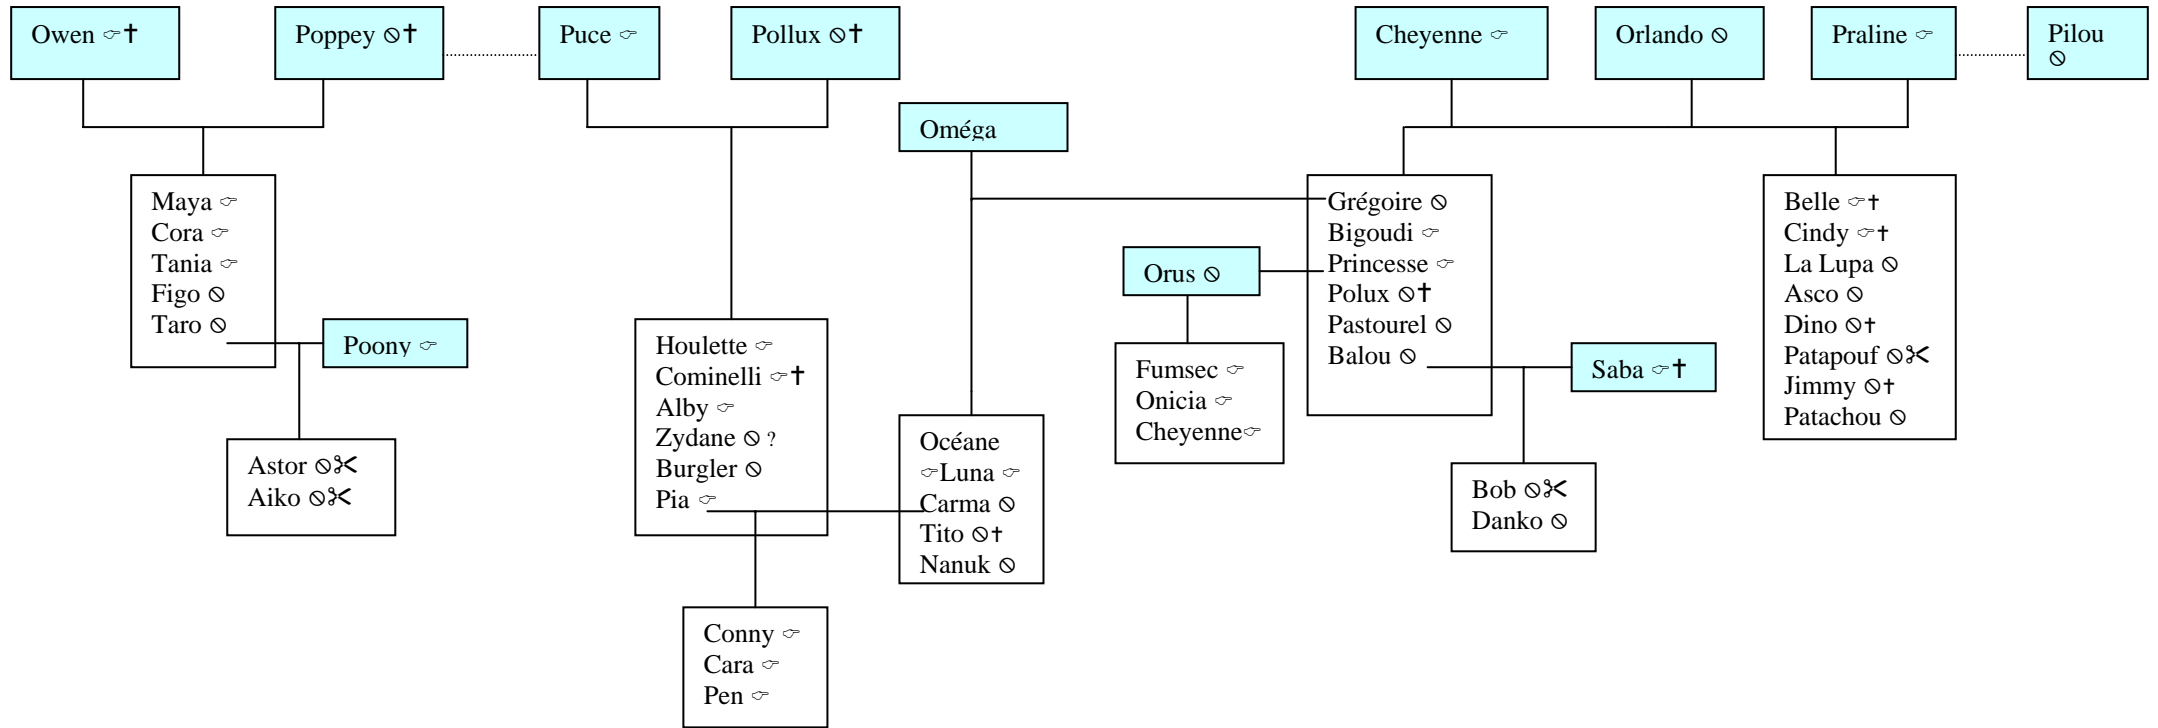 Owen ☞✝
Poppey 🛇✝
Puce ☞
Pollux 🛇✝
Cheyenne ☞
Orlando 🛇
Praline ☞
Pilou
🛇
Oméga
Maya ☞
Cora ☞
Tania ☞
Figo 🛇
Taro 🛇
Poony ☞
Astor 🛇✂
Aiko 🛇✂
Houlette ☞
Cominelli ☞✝
Alby ☞
Zydane 🛇 ?
Burgler 🛇
Pia ☞
Océane
☞Luna ☞
Carma 🛇
Tito 🛇✝
Nanuk 🛇
Conny ☞
Cara ☞
Pen ☞
Orus 🛇
Fumsec ☞
Onicia ☞
Cheyenne☞
Grégoire 🛇
Bigoudi ☞
Princesse ☞
Polux 🛇✝
Pastourel 🛇
Balou 🛇
Saba ☞✝
Bob 🛇✂
Danko 🛇
Belle ☞✝
Cindy ☞✝
La Lupa 🛇
Asco 🛇
Dino 🛇✝
Patapouf 🛇✂
Jimmy 🛇✝
Patachou 🛇